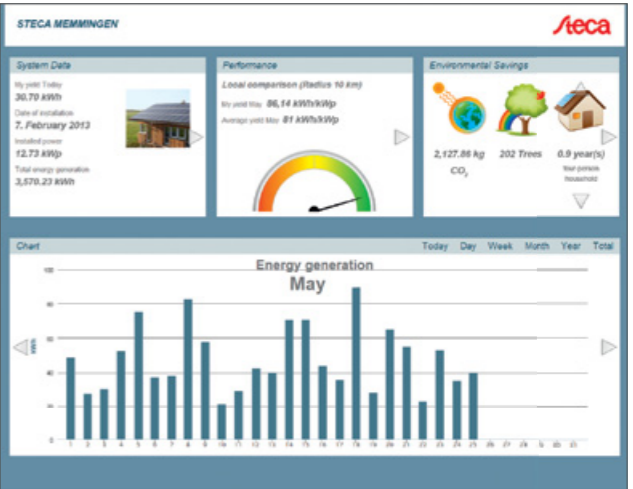 STECA MEMMINGEN
Steca
System Data
My yield Today
30.70 kWh
Date of installation
7. February 2013
Installed power
12.73 kWp
Total energy generation
3,570.23 kWh
Performance
Local comparison (Radius 10 km)
My yield May 86,14 kWh/kWp
Average yield May 81 kWh/kWp
Environmental Savings
2,127.86 kg
CO2
202 Trees
0.9 year(s)
four-person
household
Chart
Today Day Week Month Year Total
Energy generation
May
kWh
100
80
60
40
20
0
1 2 3 4 5 6 7 8 9 10 11 12 13 14 15 16 17 18 19 20 21 22 23 24 25 26 27 28 29 30 31